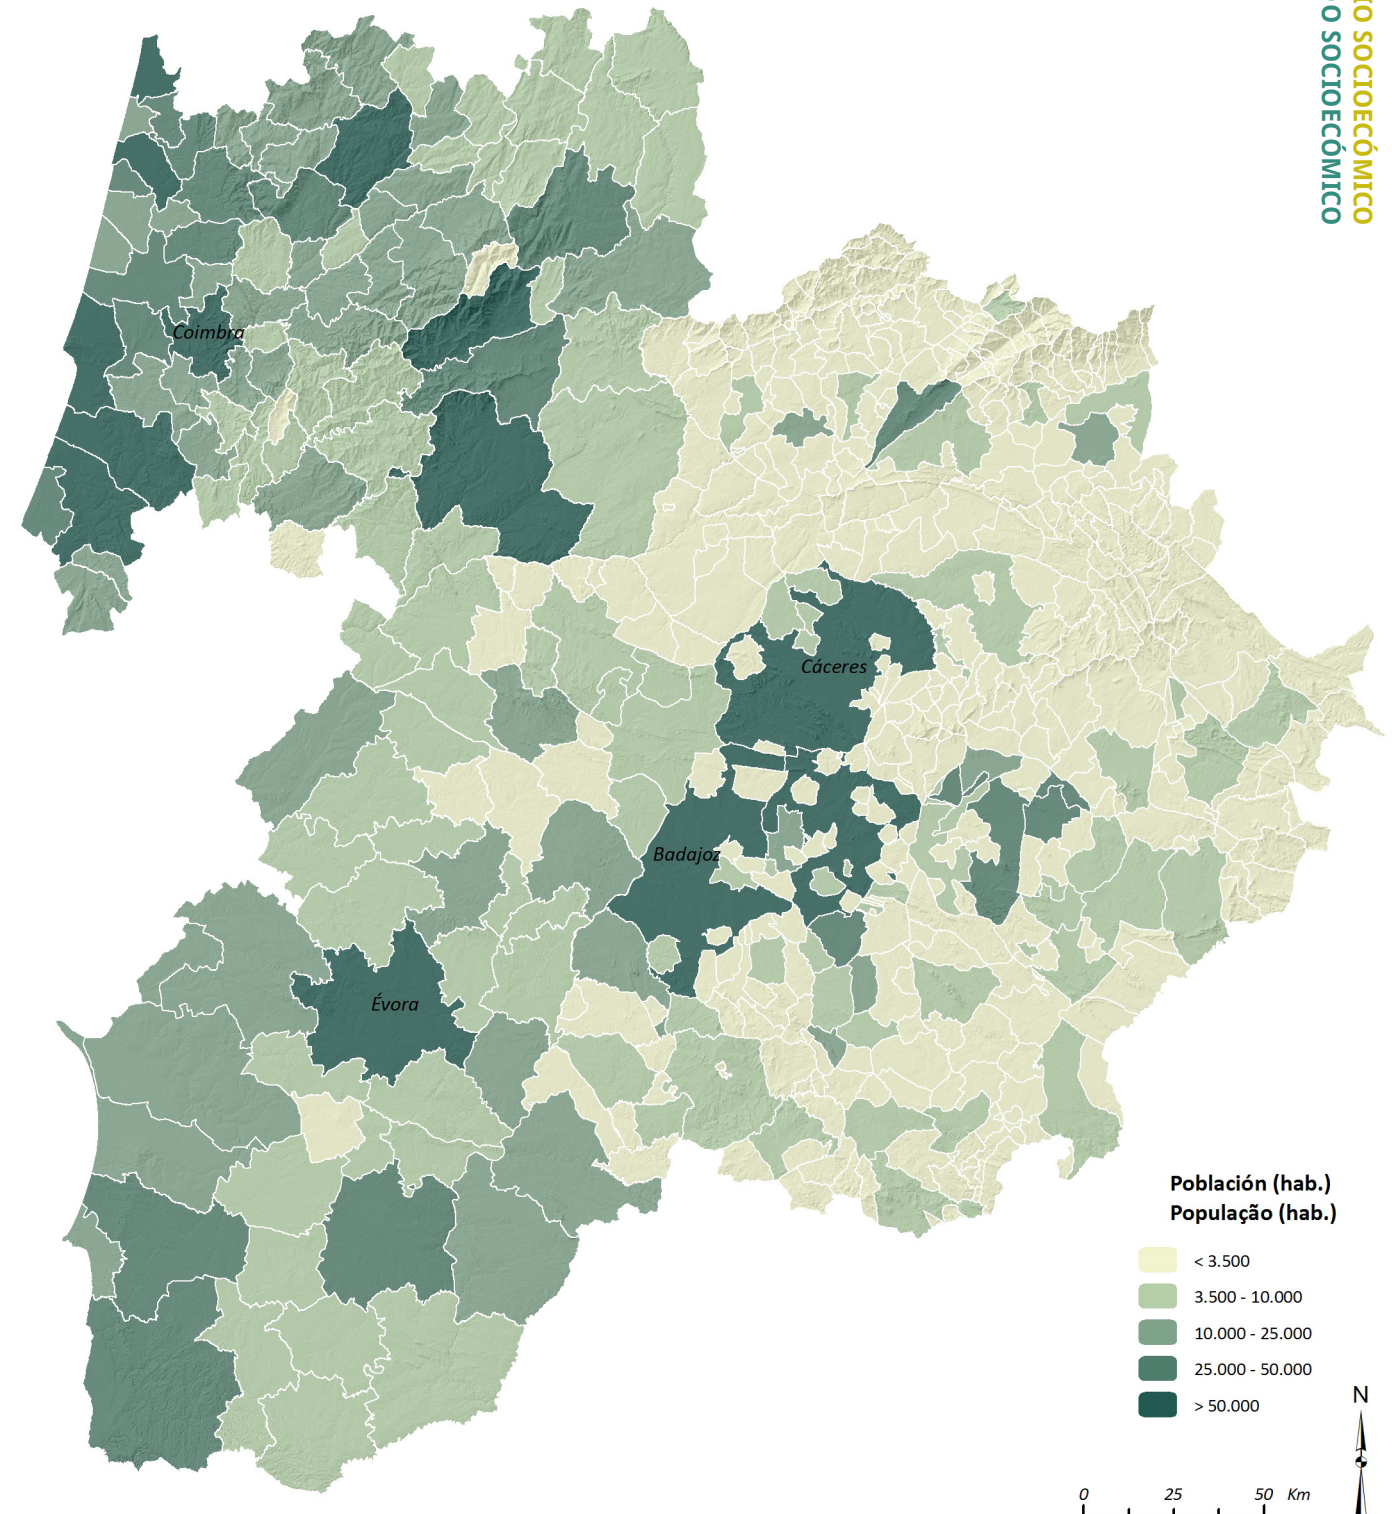 IO SOCIOECÓMICO
O SOCIOECÓMICO
Coimbra
Cáceres
Badajoz
Évora
Población (hab.)
População (hab.)
< 3.500
3.500 - 10.000
10.000 - 25.000
25.000 - 50.000
> 50.000
N
0 25 50 Km